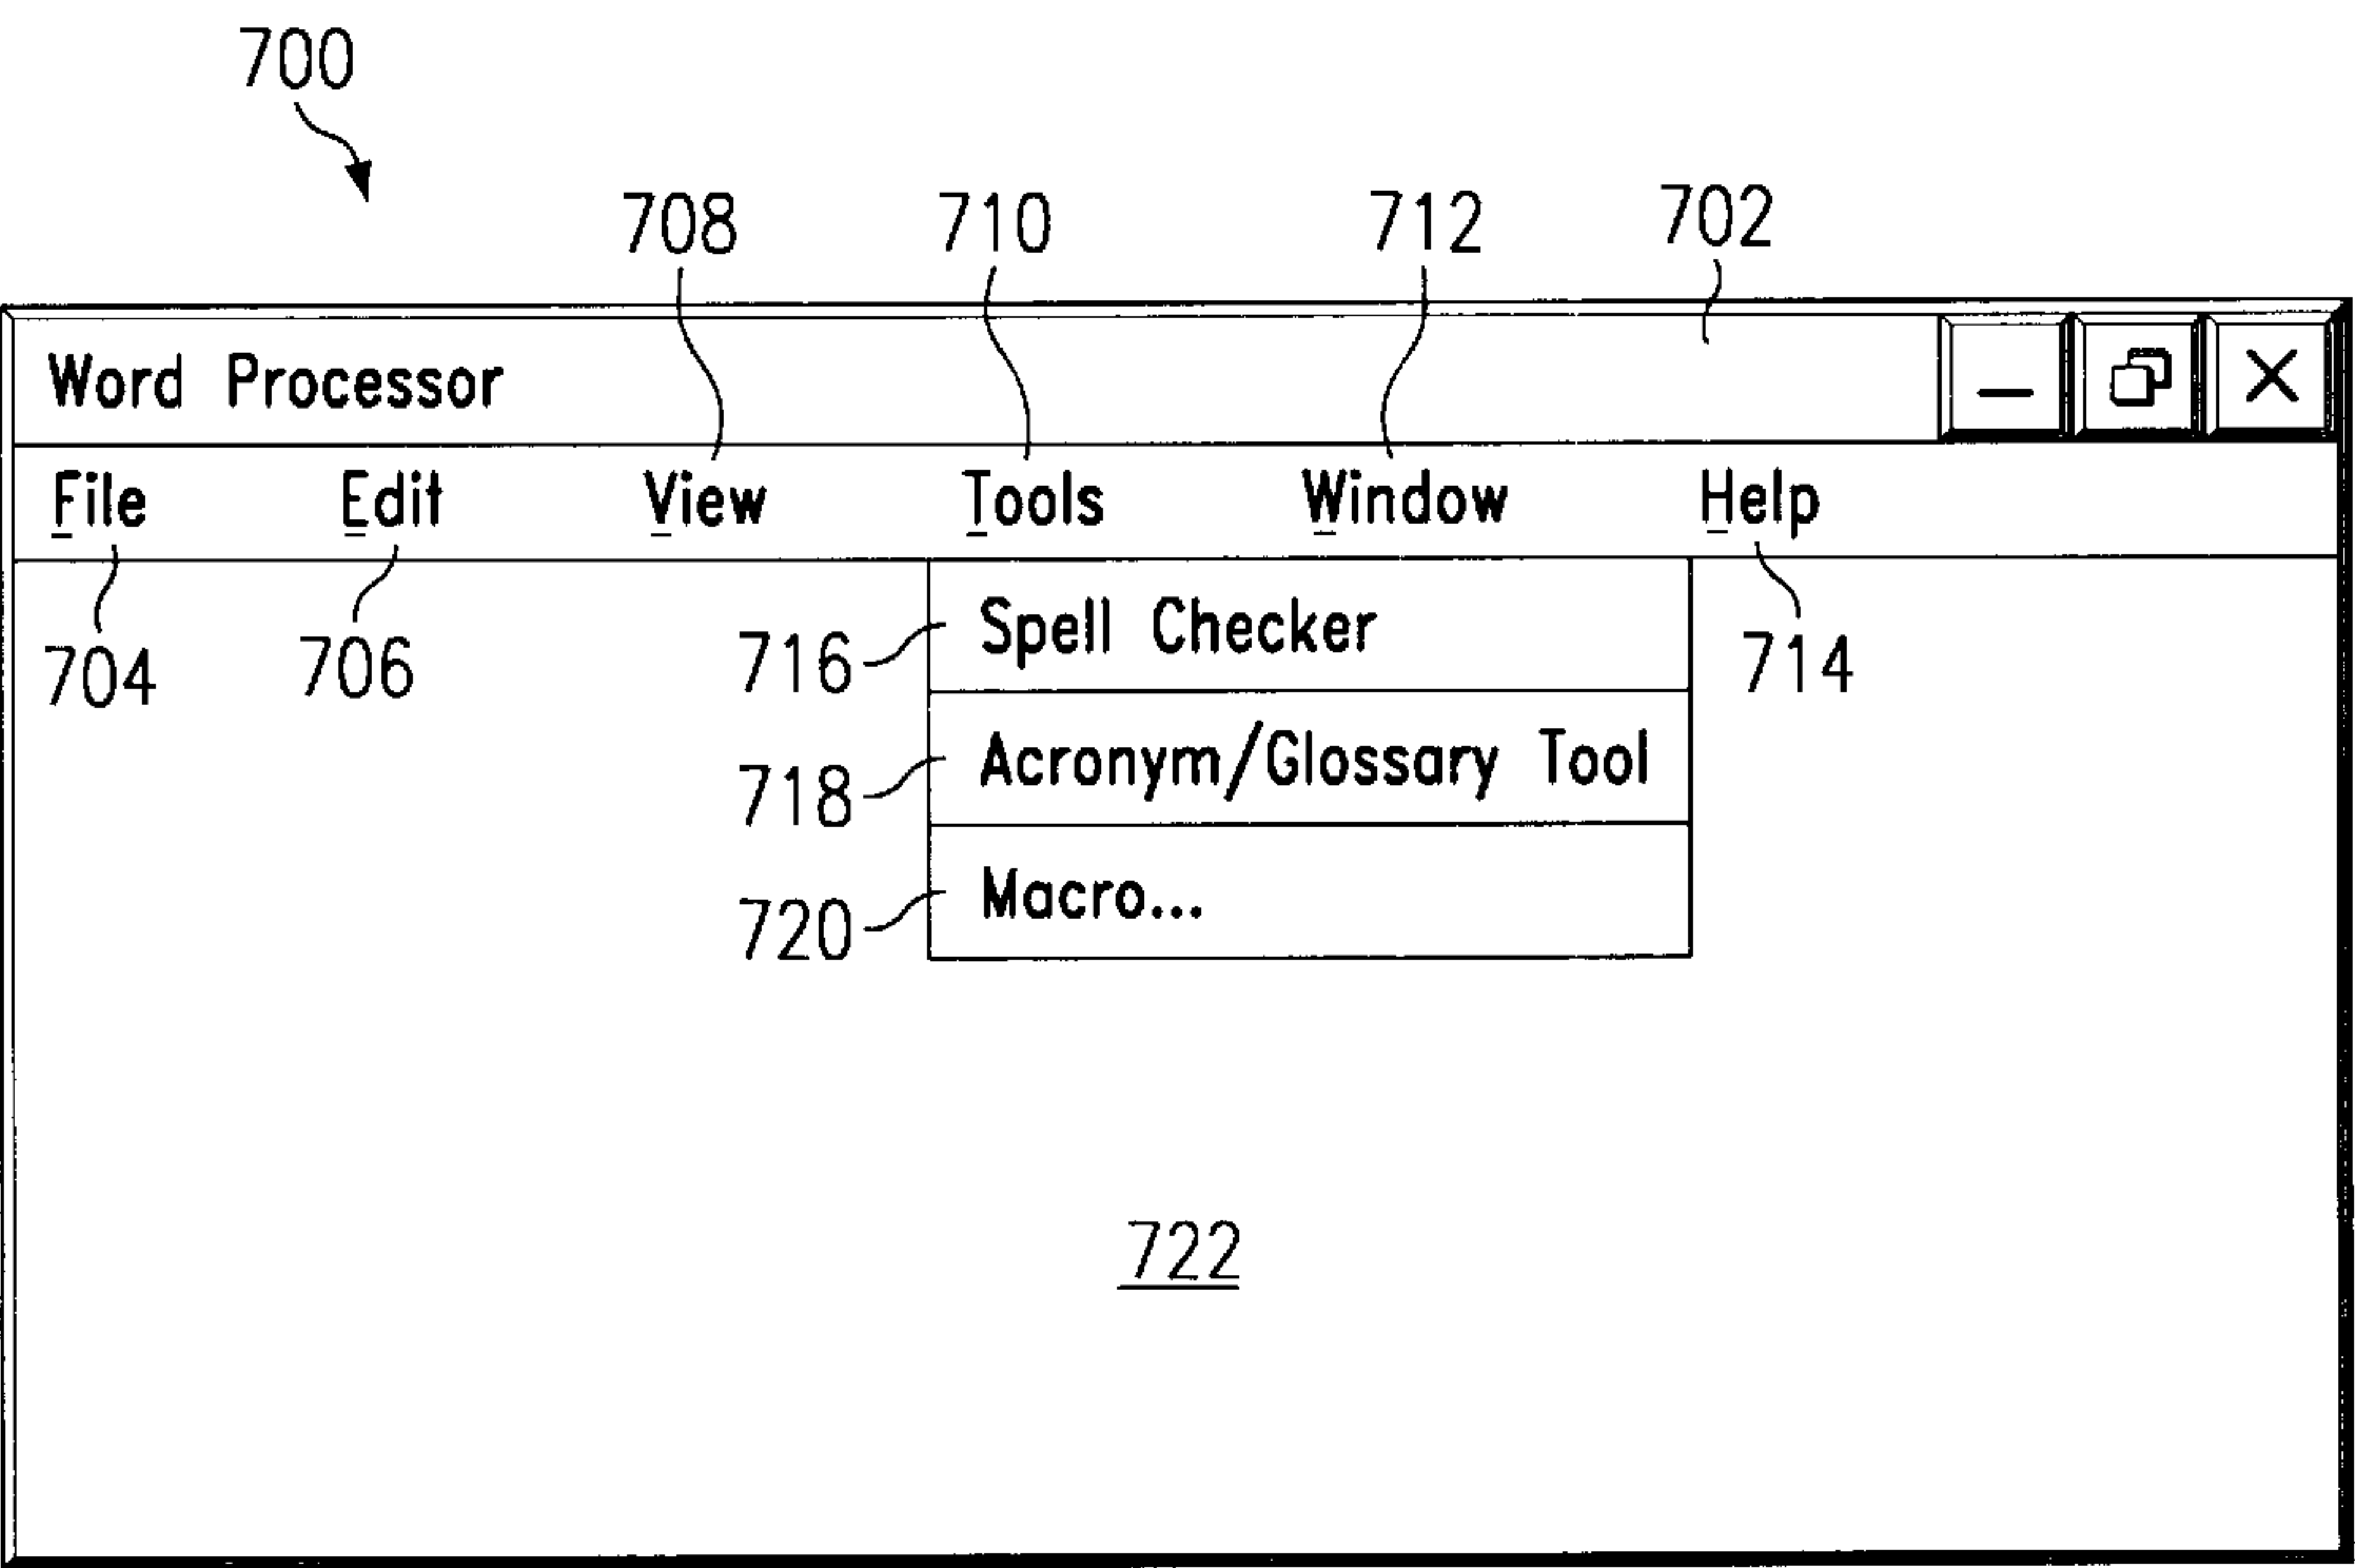 700
708 710 712 702
Word Processor
File Edit View Tools Window Help
704 706 716 Spell Checker 714
718 Acronym/Glossary Tool
720 Macro...
722